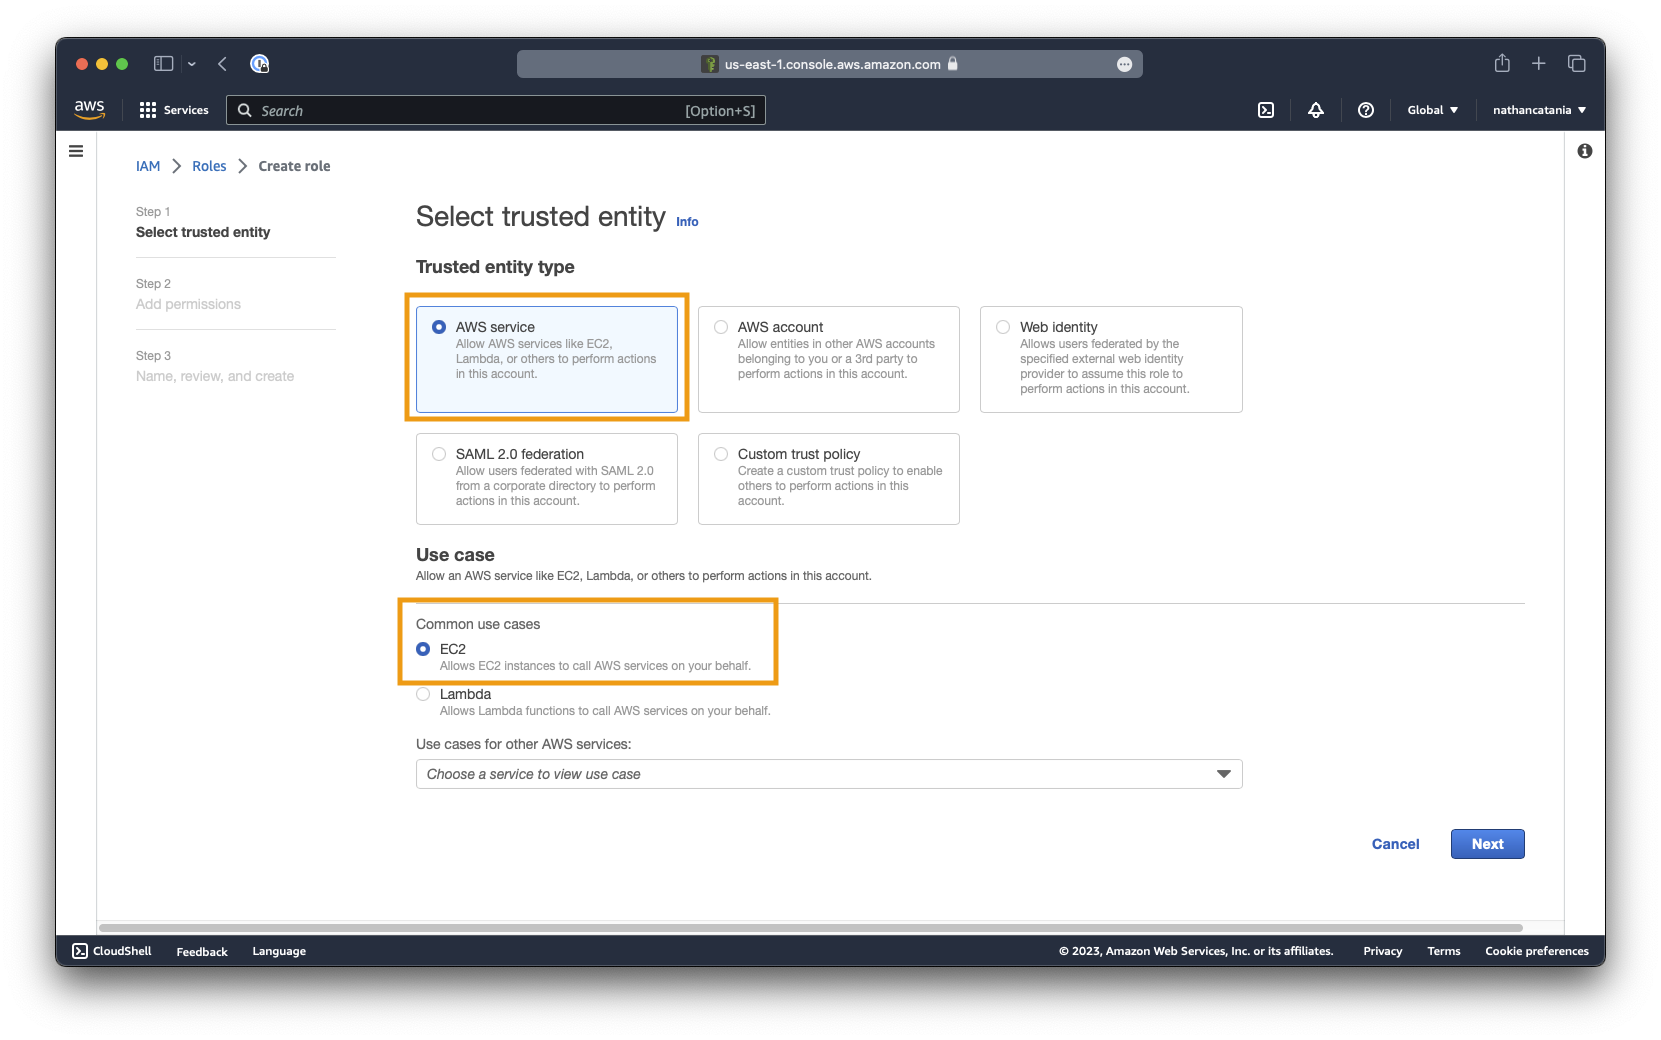 us-east-1.console.aws.amazon.com
aws
Services
Search
[Option+S]
Global
nathancatania
IAM
Roles
Create role
Step 1
Select trusted entity
Step 2
Add permissions
Step 3
Name, review, and create
Select trusted entity Info
Trusted entity type
AWS service
Allow AWS services like EC2,
Lambda, or others to perform actions
in this account.
AWS account
Allow entities in other AWS accounts
belonging to you or a 3rd party to
perform actions in this account.
Web identity
Allows users federated by the
specified external web identity
provider to assume this role to
perform actions in this account.
SAML 2.0 federation
Allow users federated with SAML 2.0
from a corporate directory to perform
actions in this account.
Custom trust policy
Create a custom trust policy to enable
others to perform actions in this
account.
Use case
Allow an AWS service like EC2, Lambda, or others to perform actions in this account.
Common use cases
EC2
Allows EC2 instances to call AWS services on your behalf.
Lambda
Allows Lambda functions to call AWS services on your behalf.
Use cases for other AWS services:
Choose a service to view use case
Cancel
Next
CloudShell
Feedback
Language
© 2023, Amazon Web Services, Inc. or its affiliates.
Privacy
Terms
Cookie preferences